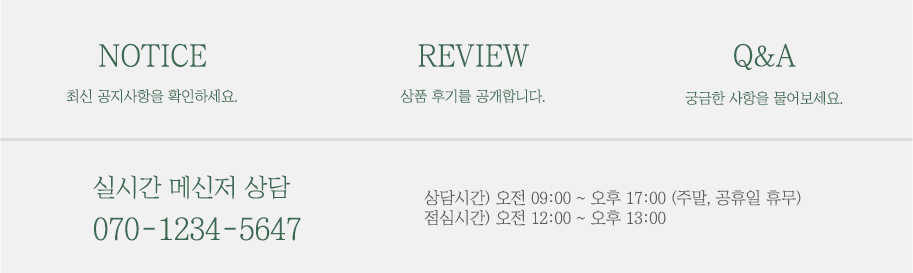 NOTICE
최신 공지사항을 확인하세요.
REVIEW
상품 후기를 공개합니다.
Q&A
궁금한 사항을 물어보세요.
실시간 메신저 상담
070-1234-5647
상담시간) 오전 09:00 ~ 오후 17:00 (주말, 공휴일 휴무)
점심시간) 오전 12:00 ~ 오후 13:00